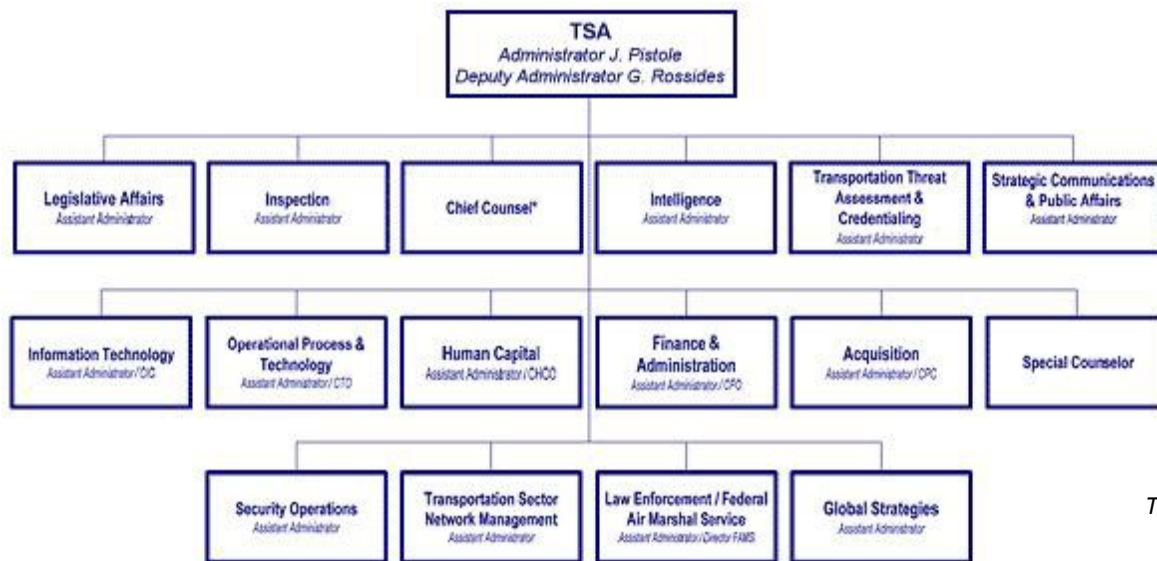 TSA
Administrator J. Pistole
Deputy Administrator G. Rossides
Legislative Affairs
Assistant Administrator
Inspection
Assistant Administrator
Chief Counsel*
Intelligence
Assistant Administrator
Transportation Threat
Assessment &
Credentialing
Assistant Administrator
Strategic Communications
& Public Affairs
Assistant Administrator
Information Technology
Assistant Administrator / CIO
Operational Process &
Technology
Assistant Administrator / CTO
Human Capital
Assistant Administrator / CHCO
Finance &
Administration
Assistant Administrator / CFO
Acquisition
Assistant Administrator / CPC
Special Counselor
Security Operations
Assistant Administrator
Transportation Sector
Network Management
Assistant Administrator
Law Enforcement / Federal
Air Marshal Service
Assistant Administrator / Director FAMS
Global Strategies
Assistant Administrator
T